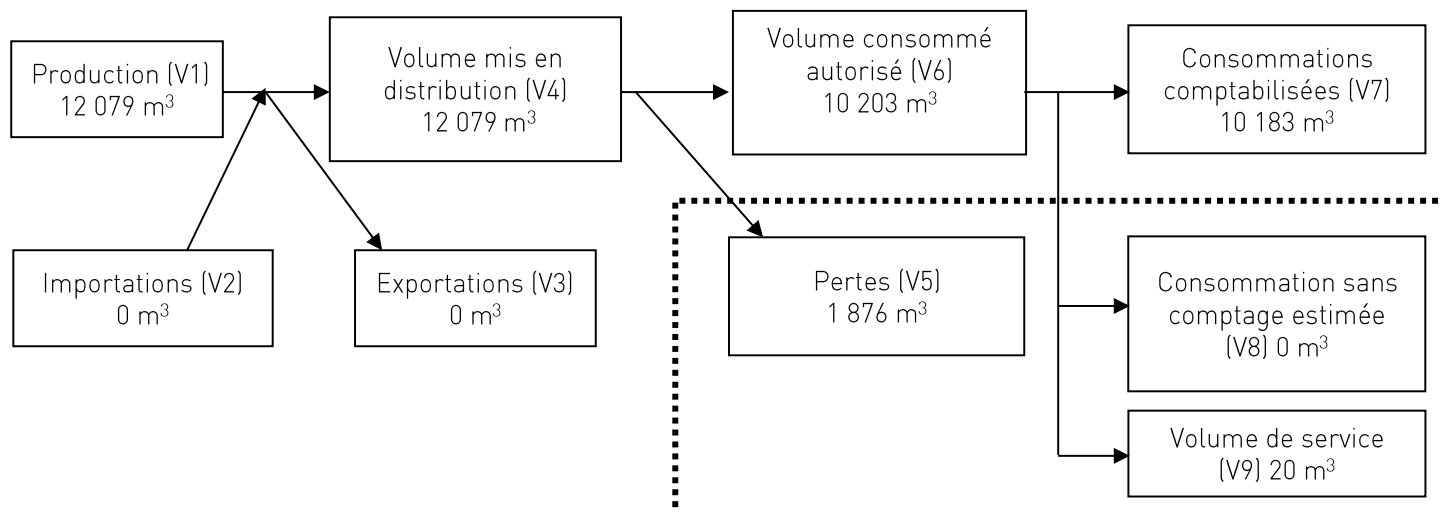 Production (V1)
12 079 m³
Volume mis en
distribution (V4)
12 079 m³
Volume consommé
autorisé (V6)
10 203 m³
Consommations
comptabilisées (V7)
10 183 m³
Importations (V2)
0 m³
Exportations (V3)
0 m³
Pertes (V5)
1 876 m³
Consommation sans
comptage estimée
(V8) 0 m³
Volume de service
(V9) 20 m³